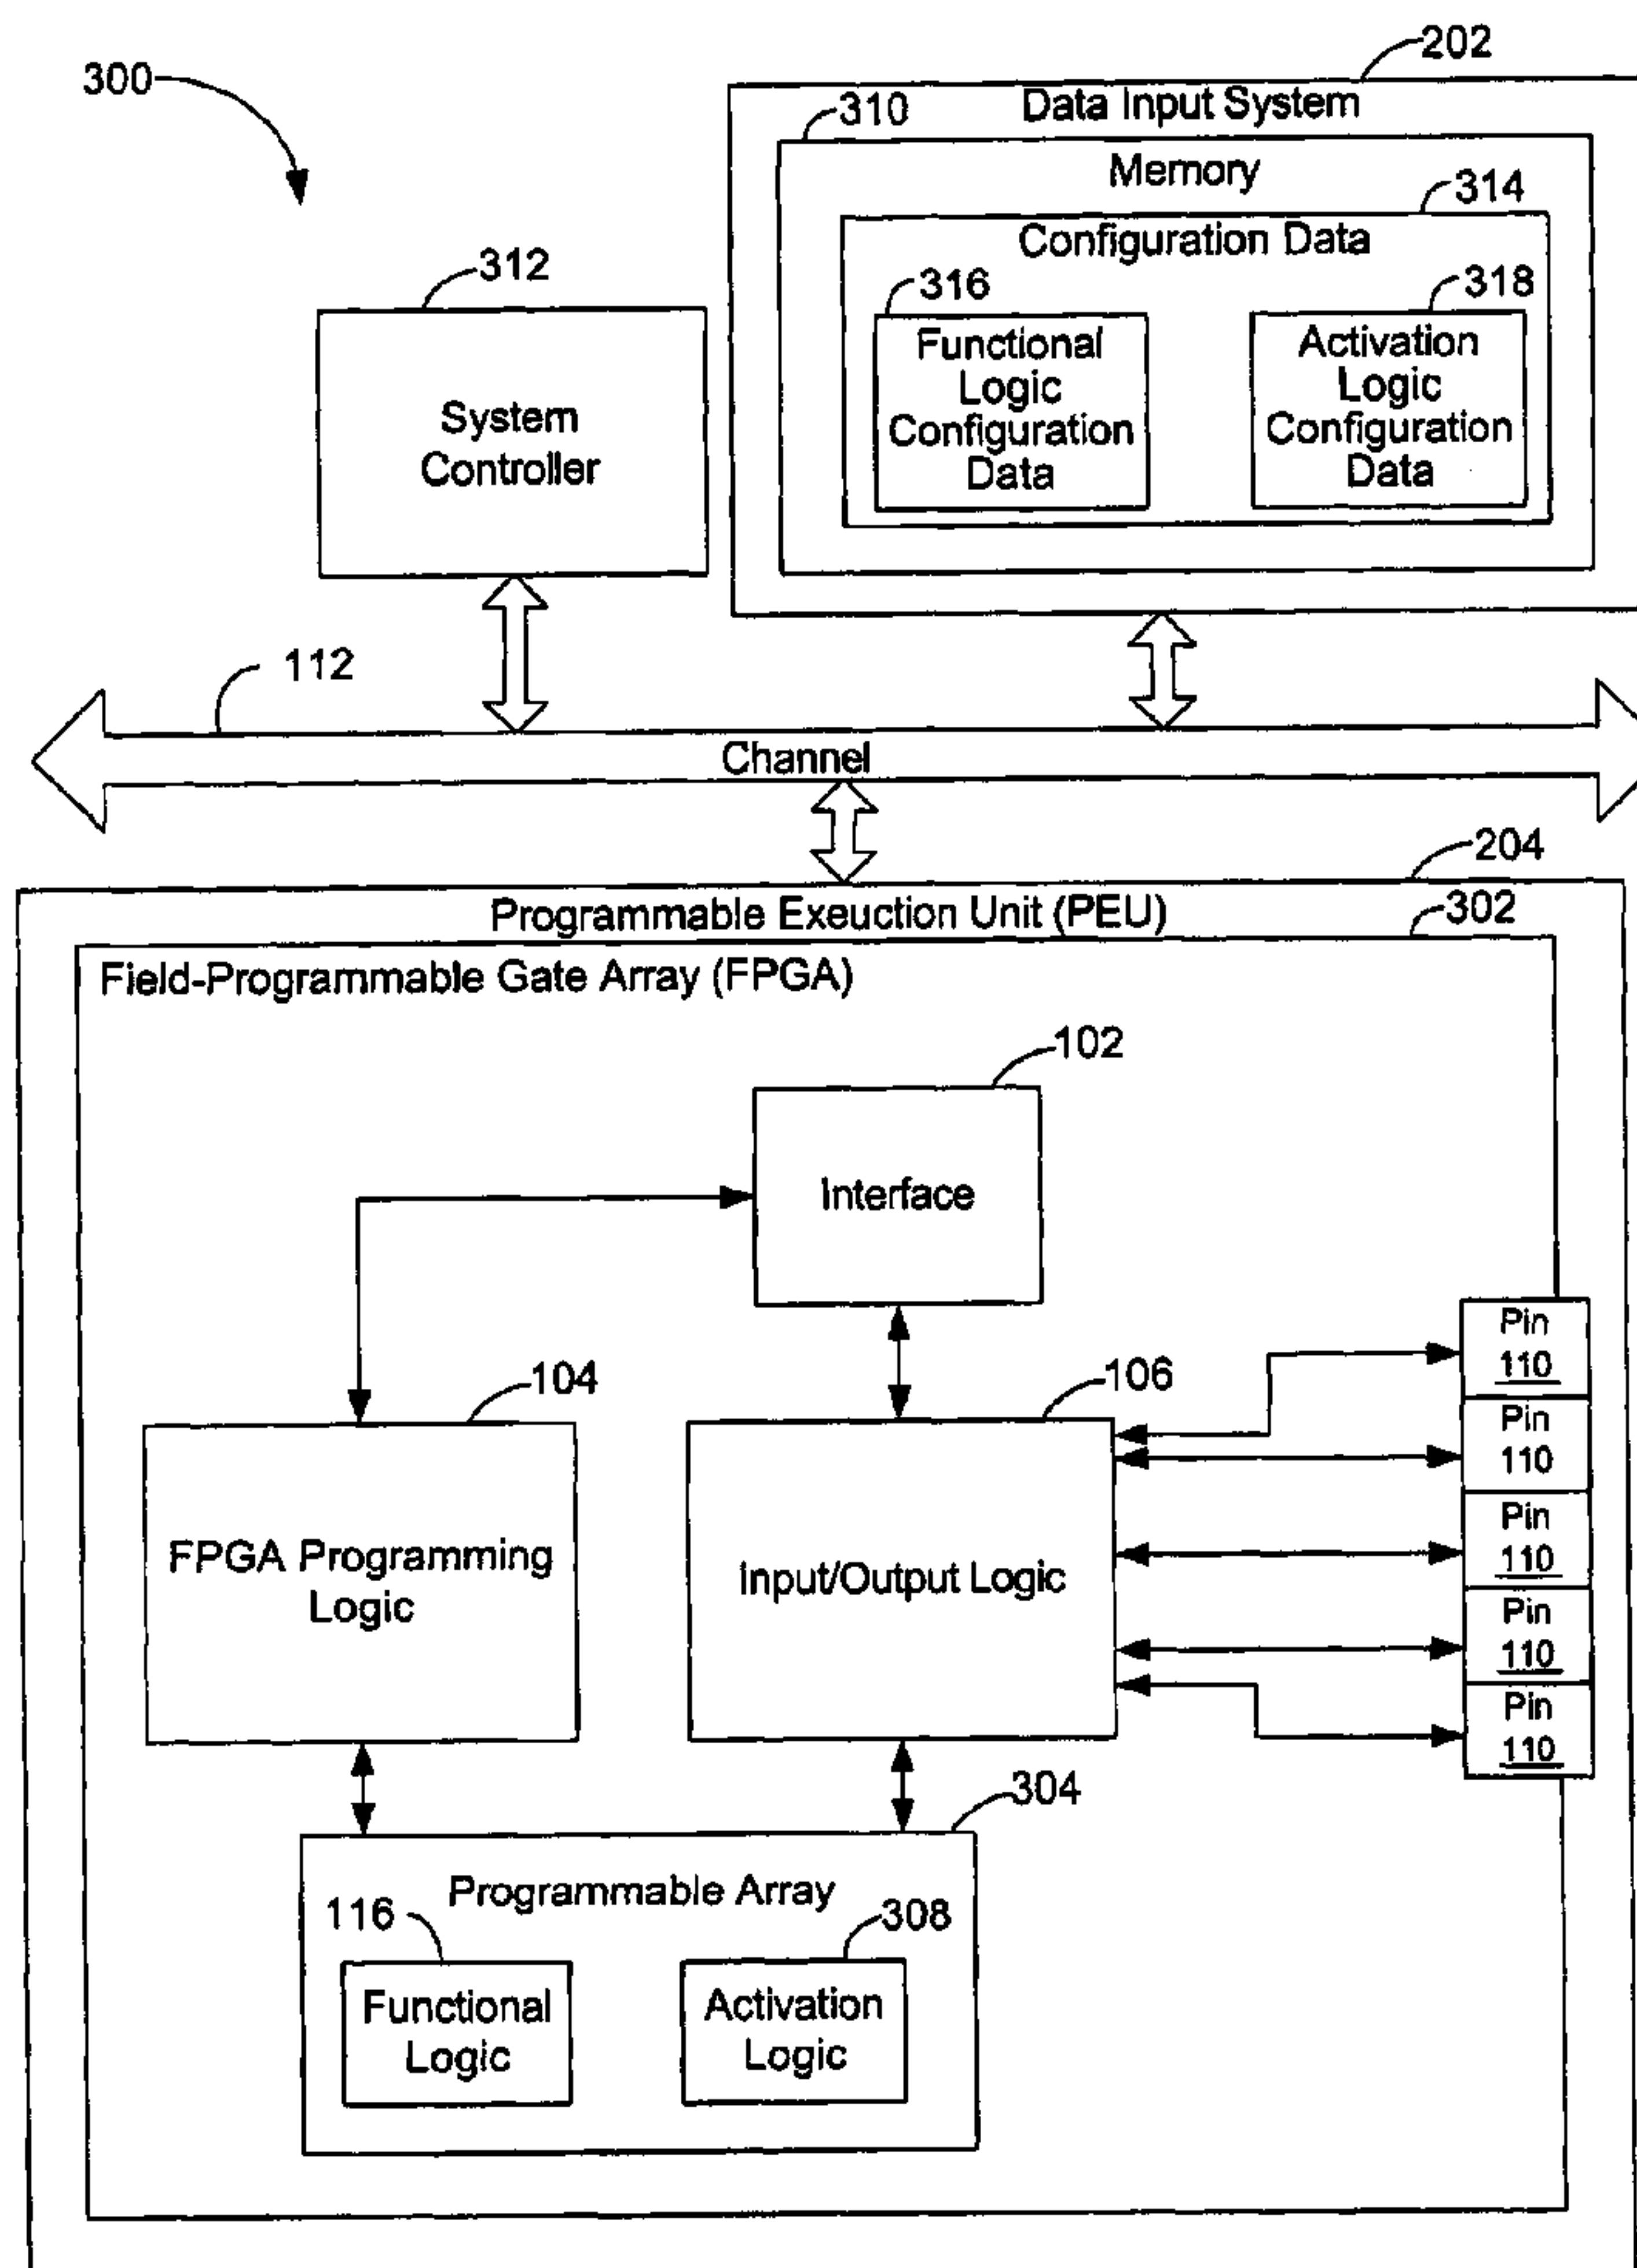 300
202
Data Input System
310
Memory
314
Configuration Data
312
316
318
Functional
Logic
Configuration
Data
Activation
Logic
Configuration
Data
System
Controller
112
Channel
204
Programmable Exeuction Unit (PEU)
302
Field-Programmable Gate Array (FPGA)
102
Interface
104
106
FPGA Programming
Logic
Input/Output Logic
Pin
110
Pin
110
Pin
110
Pin
110
Pin
110
304
Programmable Array
116
308
Functional
Logic
Activation
Logic